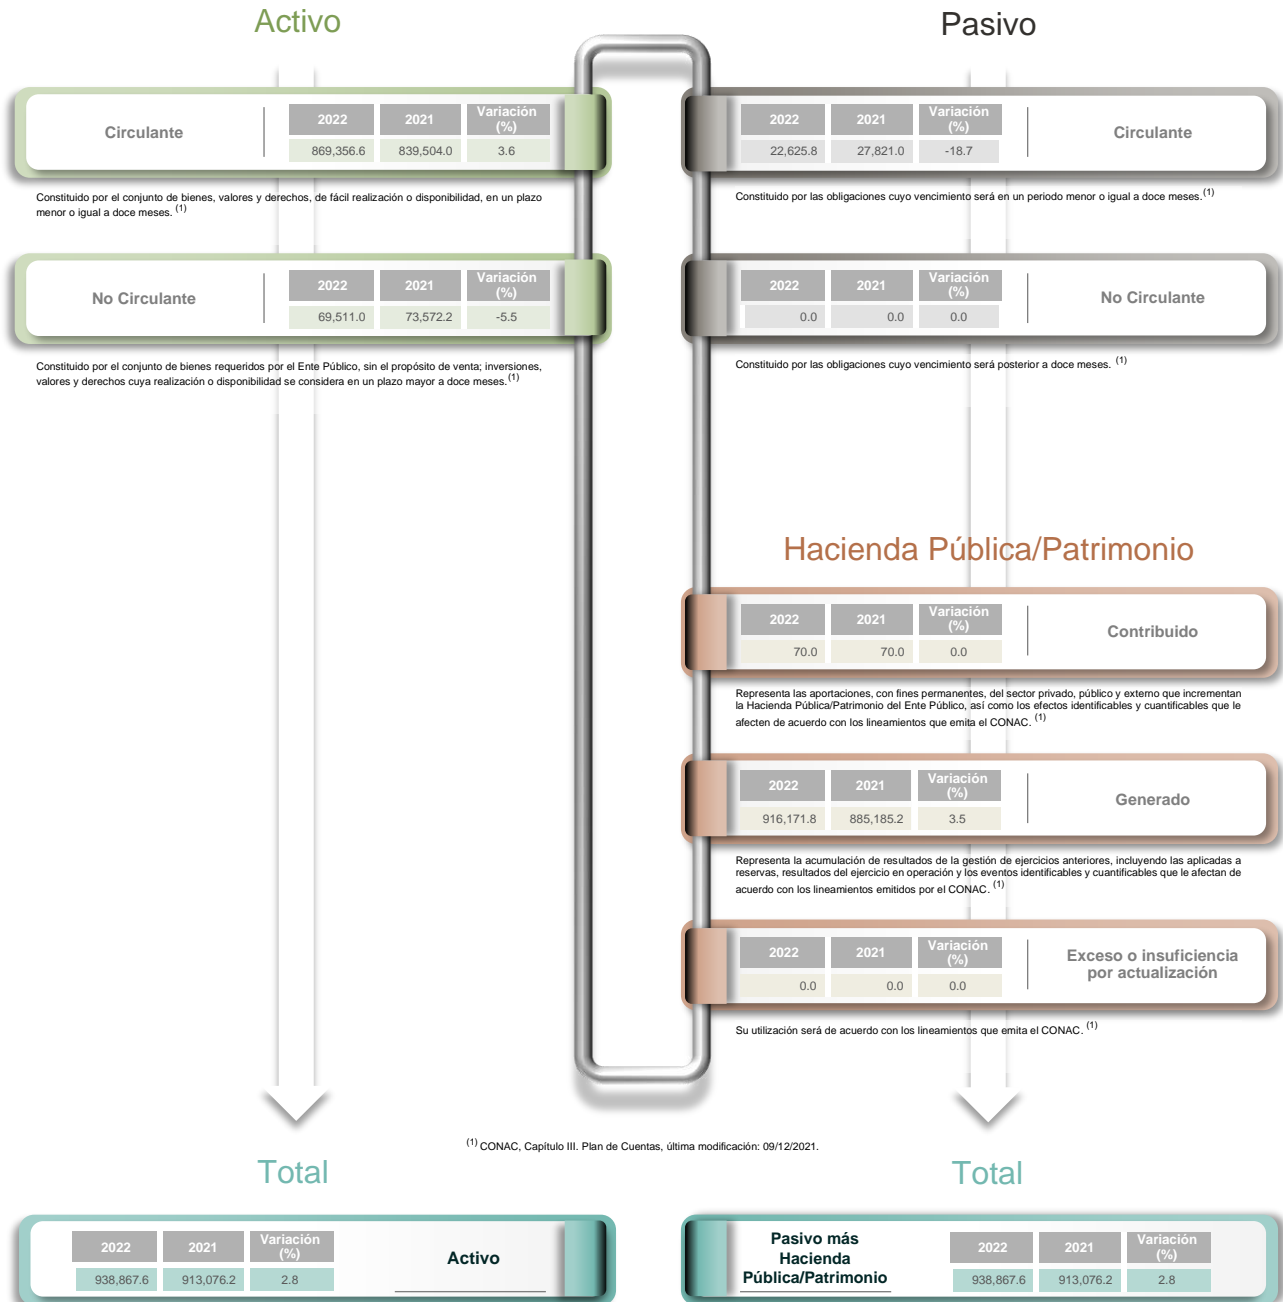 Activo
Circulante
2022 2021 Variación (%)
869,356.6 839,504.0 3.6
Constituido por el conjunto de bienes, valores y derechos, de fácil realización o disponibilidad, en un plazo
menor o igual a doce meses. (1)
No Circulante
2022 2021 Variación (%)
69,511.0 73,572.2 -5.5
Constituido por el conjunto de bienes requeridos por el Ente Público, sin el propósito de venta; inversiones,
valores y derechos cuya realización o disponibilidad se considera en un plazo mayor a doce meses. (1)
Pasivo
2022 2021 Variación (%)
22,625.8 27,821.0 -18.7
Circulante
Constituido por las obligaciones cuyo vencimiento será en un periodo menor o igual a doce meses. (1)
2022 2021 Variación (%)
0.0 0.0 0.0
No Circulante
Constituido por las obligaciones cuyo vencimiento será posterior a doce meses. (1)
Hacienda Pública/Patrimonio
2022 2021 Variación (%)
70.0 70.0 0.0
Contribuido
Representa las aportaciones, con fines permanentes, del sector privado, público y externo que incrementan
la Hacienda Pública/Patrimonio del Ente Público, así como los efectos identificables y cuantificables que le
afecten de acuerdo con los lineamientos que emita el CONAC. (1)
2022 2021 Variación (%)
916,171.8 885,185.2 3.5
Generado
Representa la acumulación de resultados de la gestión de ejercicios anteriores, incluyendo las aplicadas a
reservas, resultados del ejercicio en operación y los eventos identificables y cuantificables que le afectan de
acuerdo con los lineamientos emitidos por el CONAC. (1)
2022 2021 Variación (%)
0.0 0.0 0.0
Exceso o insuficiencia
por actualización
Su utilización será de acuerdo con los lineamientos que emita el CONAC. (1)
(1) CONAC, Capítulo III. Plan de Cuentas, última modificación: 09/12/2021.
Total
2022 2021 Variación (%)
938,867.6 913,076.2 2.8
Activo
Total
Pasivo más
Hacienda
Pública/Patrimonio
2022 2021 Variación (%)
938,867.6 913,076.2 2.8